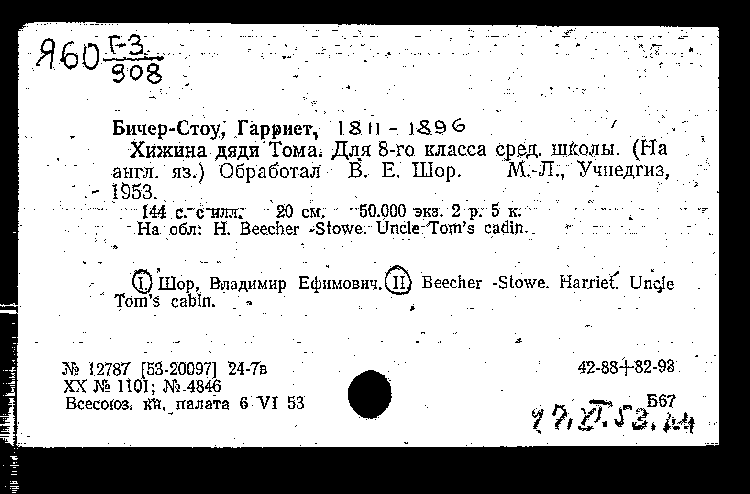 Я60 Г-3
908
Бичер-Стоу, Гарриет, 1811 - 1896
Хижина дяди Тома. Для 8-го класса сред. школы. (На
англ. яз.) Обработал В. Е. Шор. М.-Л., Учпедгиз,
1953.
144 с. с илл. 20 см. 50.000 экз. 2 р. 5 к.
На обл: H. Beecher -Stowe. Uncle Tom's cadin.
I Шор, Владимир Ефимович. II Beecher -Stowe. Harriet. Uncle
Tom's cabin.
№ 12787 [53-20097] 24-7в 42-88+82-93
XX № 1101; № 4846
Всесоюз. кн. палата 6 VI 53 Б67